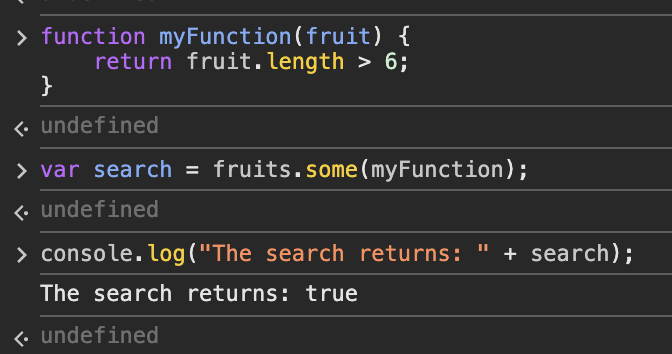 undefined
> function myFunction(fruit) {
    return fruit.length > 6;
}
undefined
> var search = fruits.some(myFunction);
undefined
> console.log("The search returns: " + search);
The search returns: true
undefined